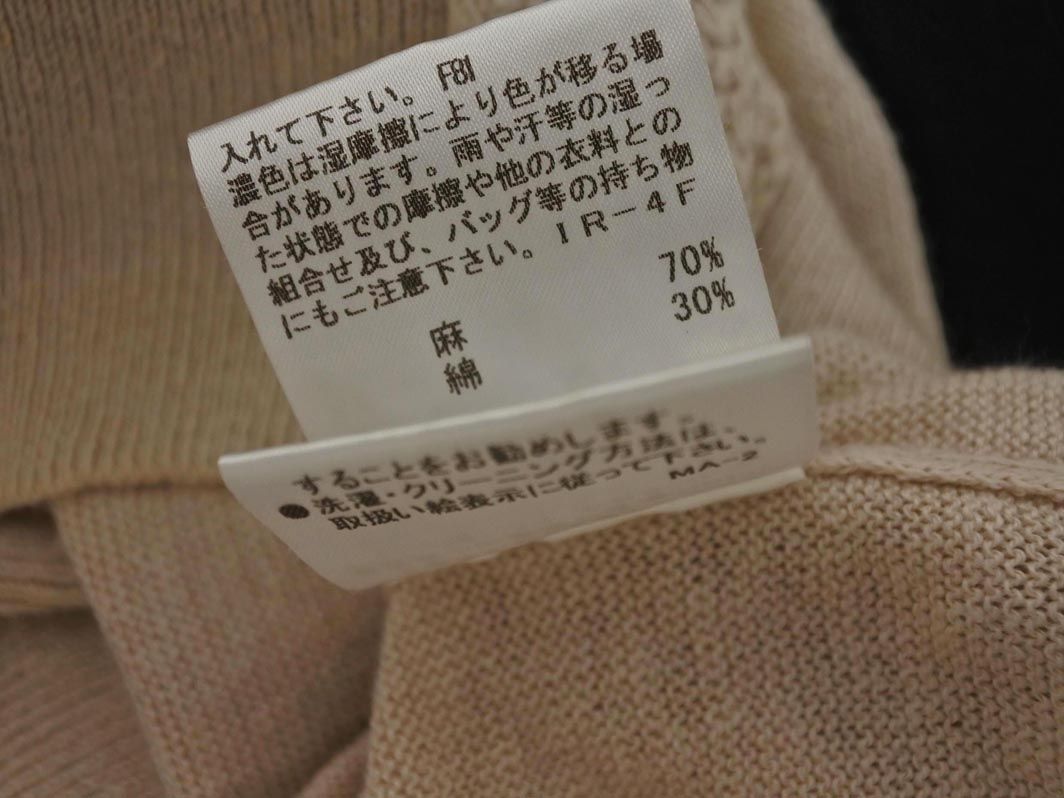 入れて下さい。 F81
濃色は湿摩擦により色が移る場
合があります。雨や汗等の湿っ
た状態での摩擦や他の衣料との
組合せ及び、バッグ等の持ち物
にもご注意下さい。IR-4F
麻 70%
綿 30%
することをお勧めします。
●洗濯・クリーニング方法は、
取扱い絵表示に従って下さい。
MA-2